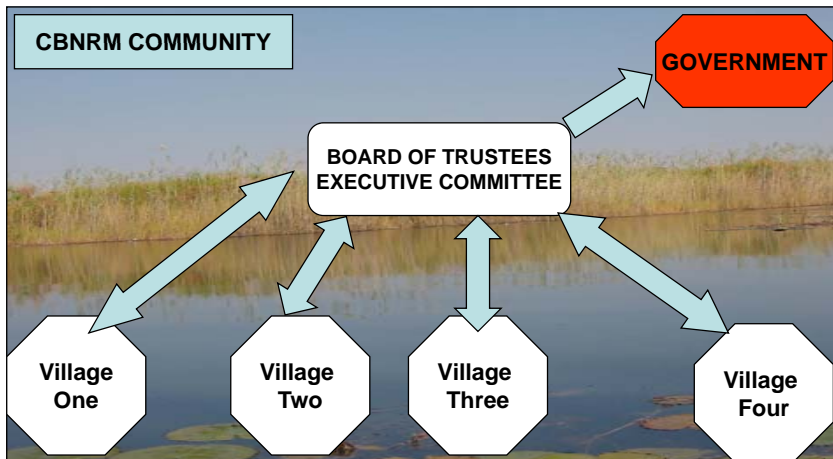 CBNRM COMMUNITY
GOVERNMENT
BOARD OF TRUSTEES
EXECUTIVE COMMITTEE
Village
One
Village
Two
Village
Three
Village
Four